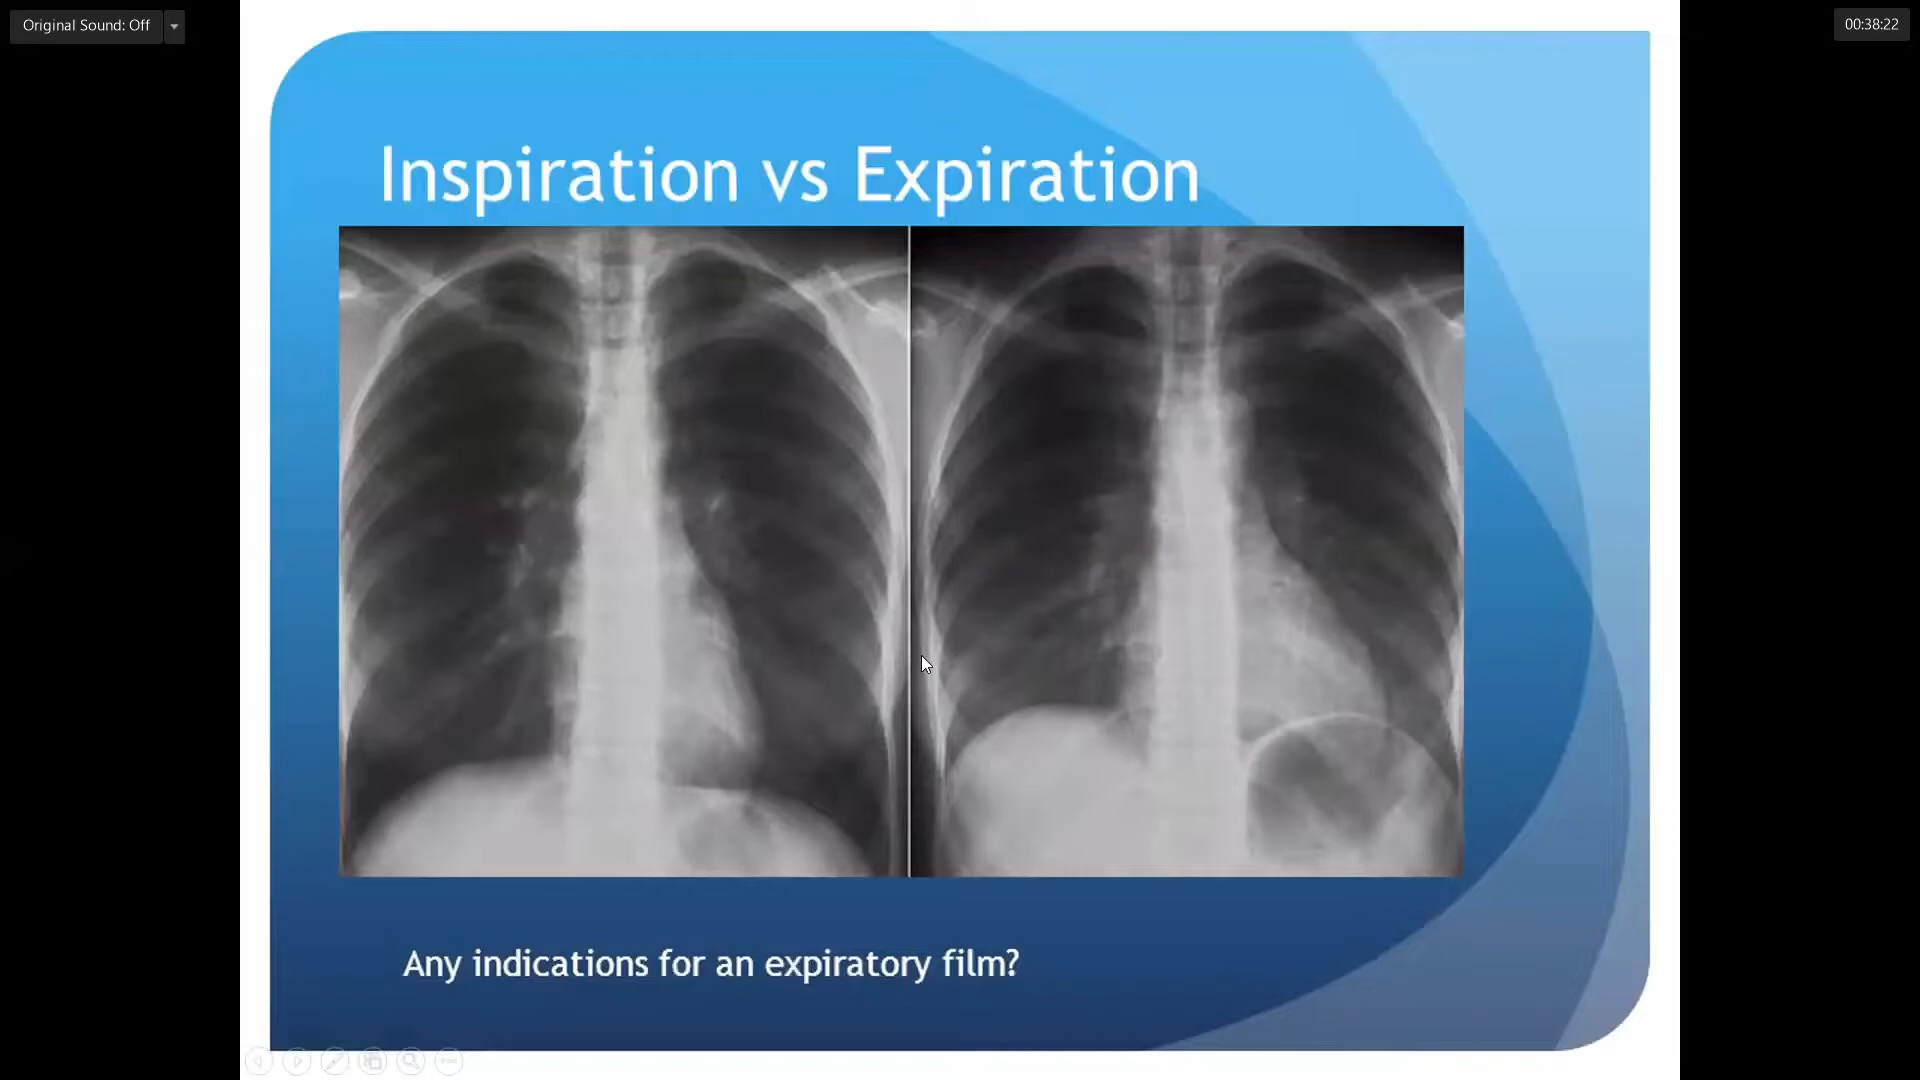 Original Sound: Off
00:38:22
Inspiration vs Expiration
Any indications for an expiratory film?